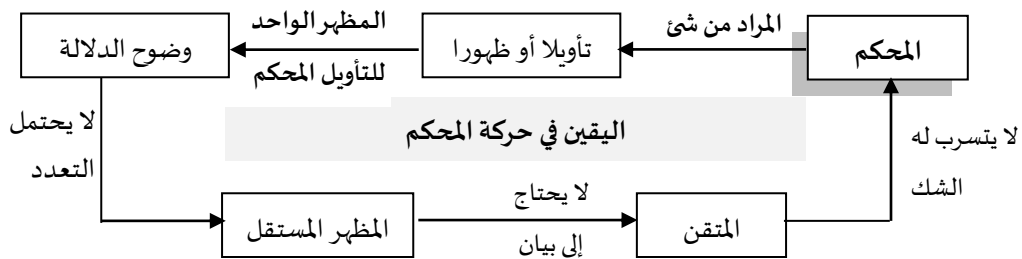 المحكم
المراد من شئ
تأويلا أو ظهورا
المظهر الواحد
للتأويل المحكم
وضوح الدلالة
لا يحتمل
التعدد
اليقين في حركة المحكم
لا يتسرب له
الشك
المظهر المستقل
لا يحتاج
إلى بيان
المتقن